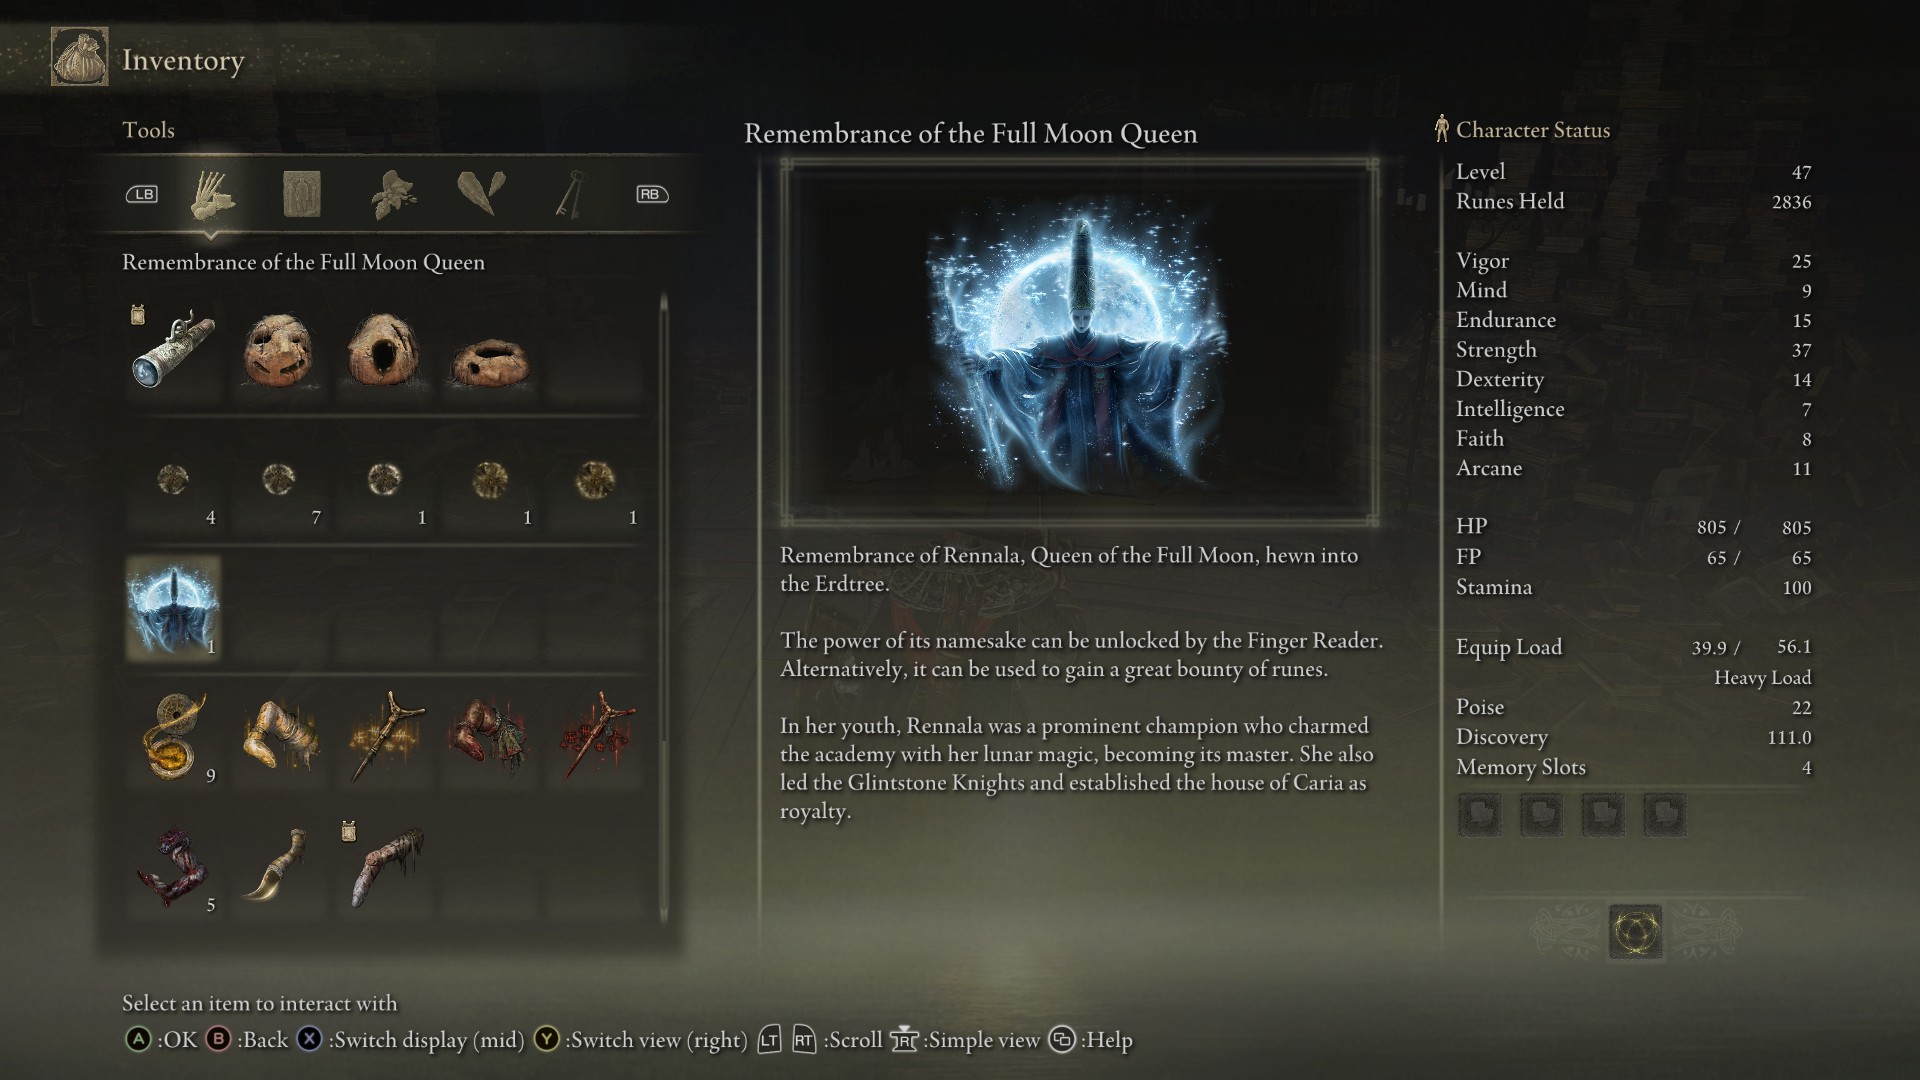 Inventory
Tools
LB
RB
Remembrance of the Full Moon Queen
4
7
1
1
1
1
9
5
Remembrance of the Full Moon Queen
Remembrance of Rennala, Queen of the Full Moon, hewn into
the Erdtree.
The power of its namesake can be unlocked by the Finger Reader.
Alternatively, it can be used to gain a great bounty of runes.
In her youth, Rennala was a prominent champion who charmed
the academy with her lunar magic, becoming its master. She also
led the Glintstone Knights and established the house of Caria as
royalty.
Character Status
Level 47
Runes Held 2836
Vigor 25
Mind 9
Endurance 15
Strength 37
Dexterity 14
Intelligence 7
Faith 8
Arcane 11
HP 805 / 805
FP 65 / 65
Stamina 100
Equip Load 39.9 / 56.1
Heavy Load
Poise 22
Discovery 111.0
Memory Slots 4
Select an item to interact with
A :OK B :Back X :Switch display (mid) Y :Switch view (right) LT RT :Scroll R :Simple view :Help